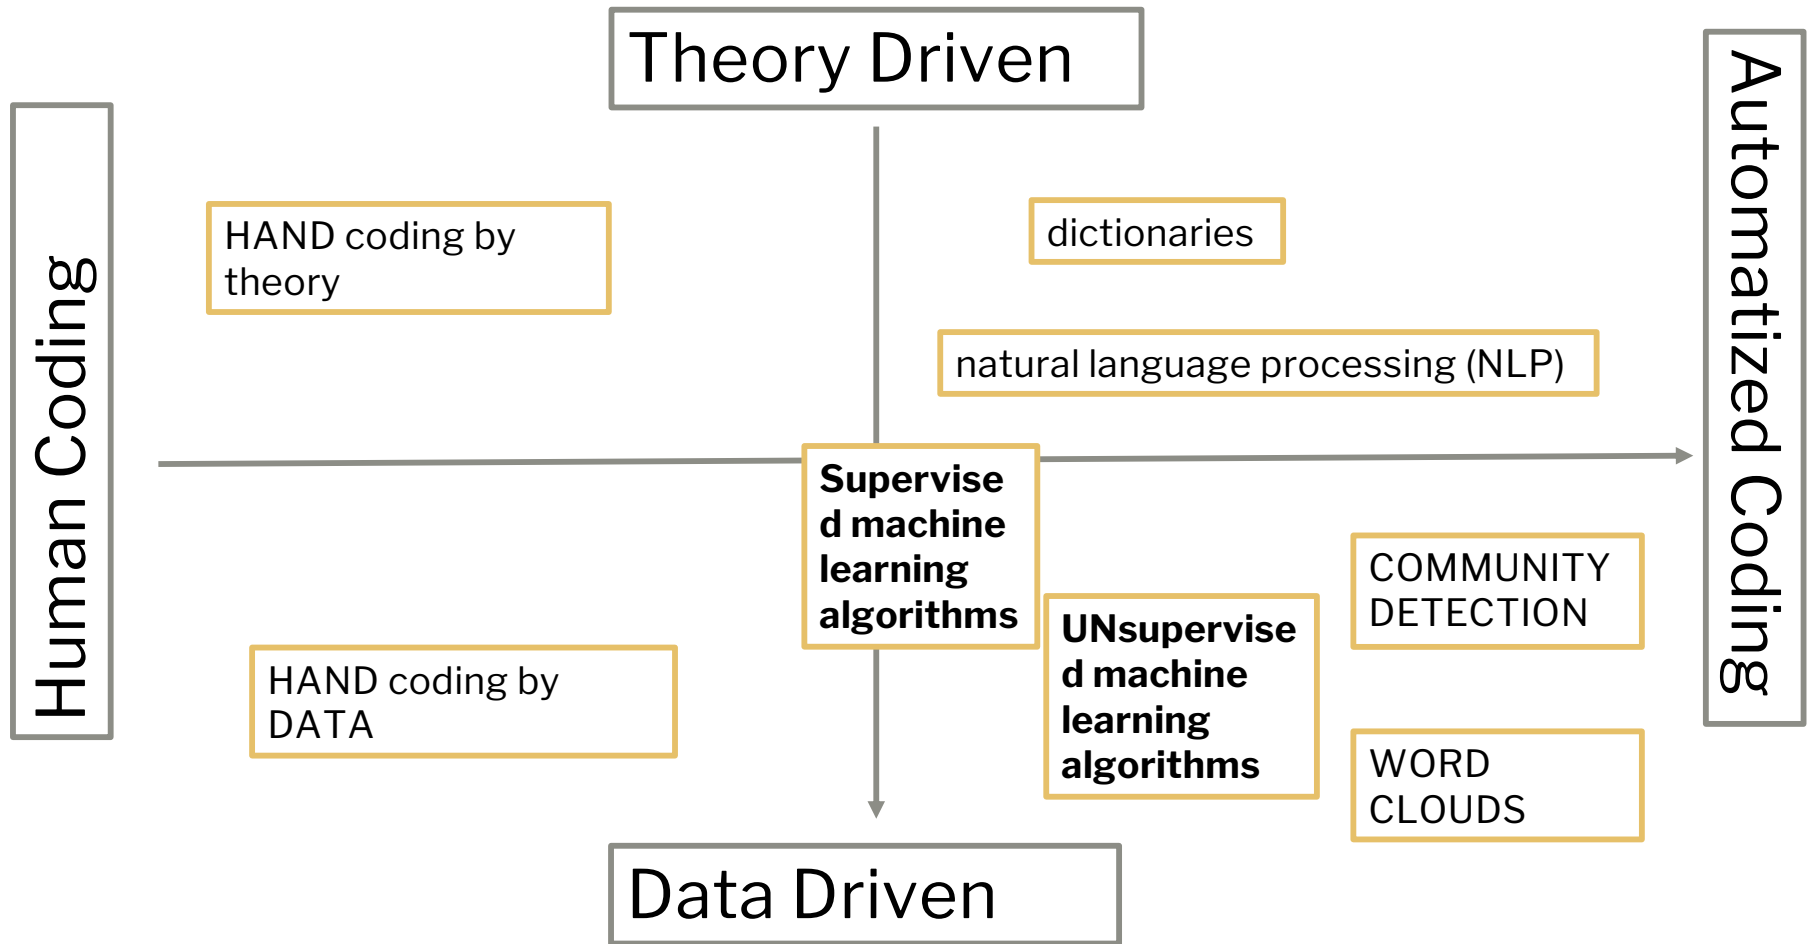 Theory Driven
Human Coding
Automatized Coding
HAND coding by
theory
dictionaries
natural language processing (NLP)
Supervise
d machine
learning
algorithms
UNsupervise
d machine
learning
algorithms
COMMUNITY
DETECTION
HAND coding by
DATA
WORD
CLOUDS
Data Driven